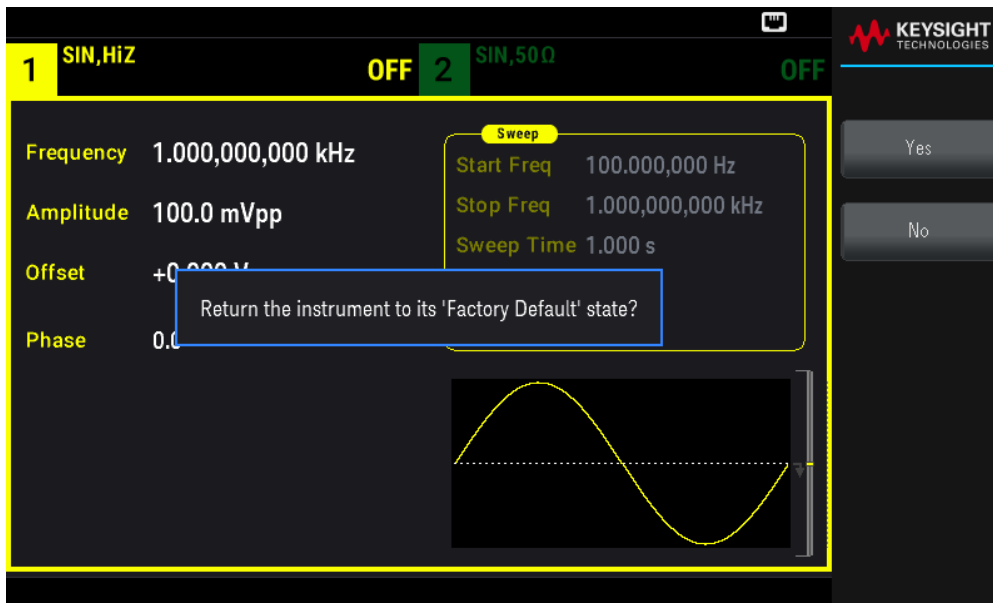 KEYSIGHT
TECHNOLOGIES
1 SIN,HiZ OFF 2 SIN,50Ω OFF
Sweep
Frequency 1.000,000,000 kHz
Start Freq 100.000,000 Hz
Amplitude 100.0 mVpp
Stop Freq 1.000,000,000 kHz
Sweep Time 1.000 s
Offset
Return the instrument to its 'Factory Default' state?
Phase
Yes
No